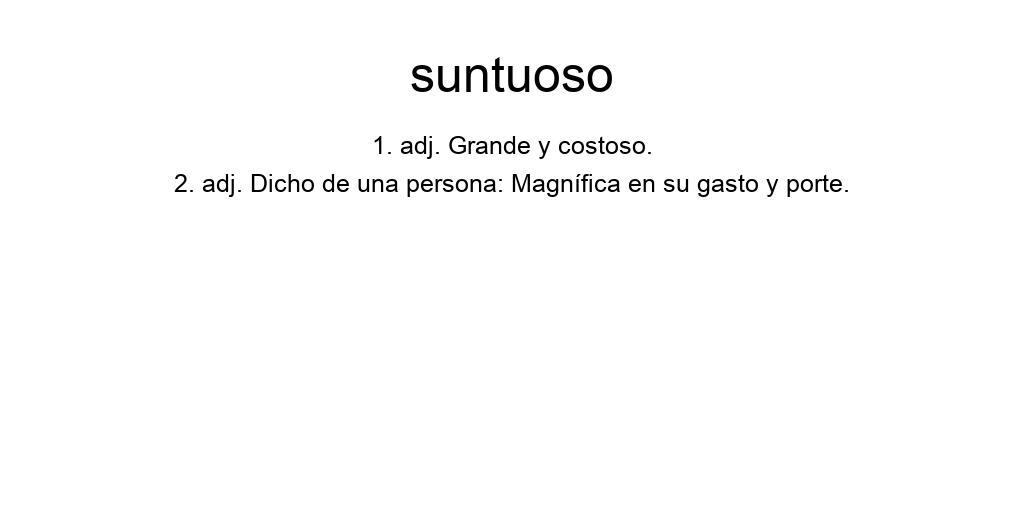 suntuoso
1. adj. Grande y costoso.
2. adj. Dicho de una persona: Magnífica en su gasto y porte.